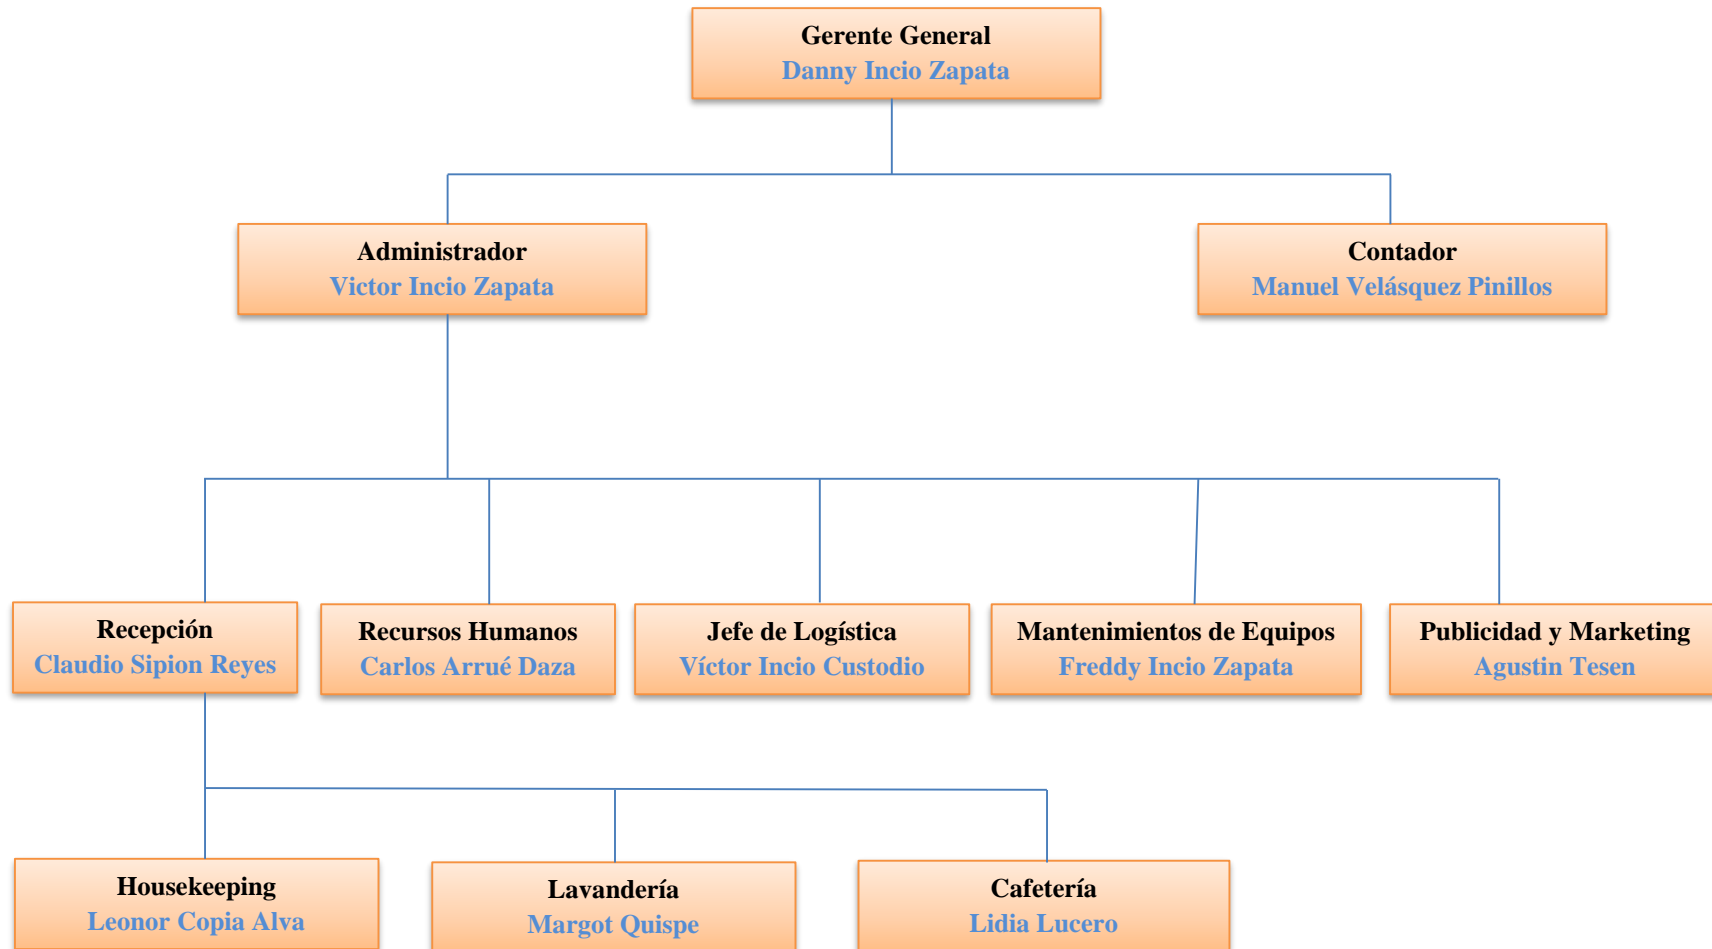 Gerente General
Danny Incio Zapata
Administrador
Victor Incio Zapata
Contador
Manuel Velásquez Pinillos
Recepción
Claudio Sipion Reyes
Recursos Humanos
Carlos Arrué Daza
Jefe de Logística
Víctor Incio Custodio
Mantenimientos de Equipos
Freddy Incio Zapata
Publicidad y Marketing
Agustin Tesen
Housekeeping
Leonor Copia Alva
Lavandería
Margot Quispe
Cafetería
Lidia Lucero